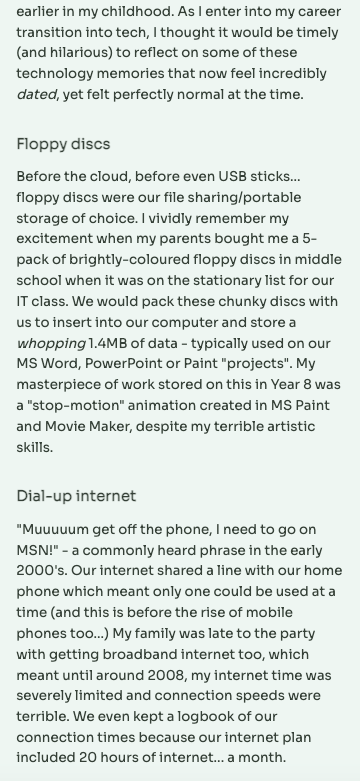 earlier in my childhood. As I enter into my career
transition into tech, I thought it would be timely
(and hilarious) to reflect on some of these
technology memories that now feel incredibly
dated, yet felt perfectly normal at the time.
Floppy discs
Before the cloud, before even USB sticks...
floppy discs were our file sharing/portable
storage of choice. I vividly remember my
excitement when my parents bought me a 5-
pack of brightly-coloured floppy discs in middle
school when it was on the stationary list for our
IT class. We would pack these chunky discs with
us to insert into our computer and store a
whopping 1.4MB of data - typically used on our
MS Word, PowerPoint or Paint "projects". My
masterpiece of work stored on this in Year 8 was
a "stop-motion" animation created in MS Paint
and Movie Maker, despite my terrible artistic
skills.
Dial-up internet
"Muuuuum get off the phone, I need to go on
MSN!" - a commonly heard phrase in the early
2000's. Our internet shared a line with our home
phone which meant only one could be used at a
time (and this is before the rise of mobile
phones too...) My family was late to the party
with getting broadband internet too, which
meant until around 2008, my internet time was
severely limited and connection speeds were
terrible. We even kept a logbook of our
connection times because our internet plan
included 20 hours of internet... a month.